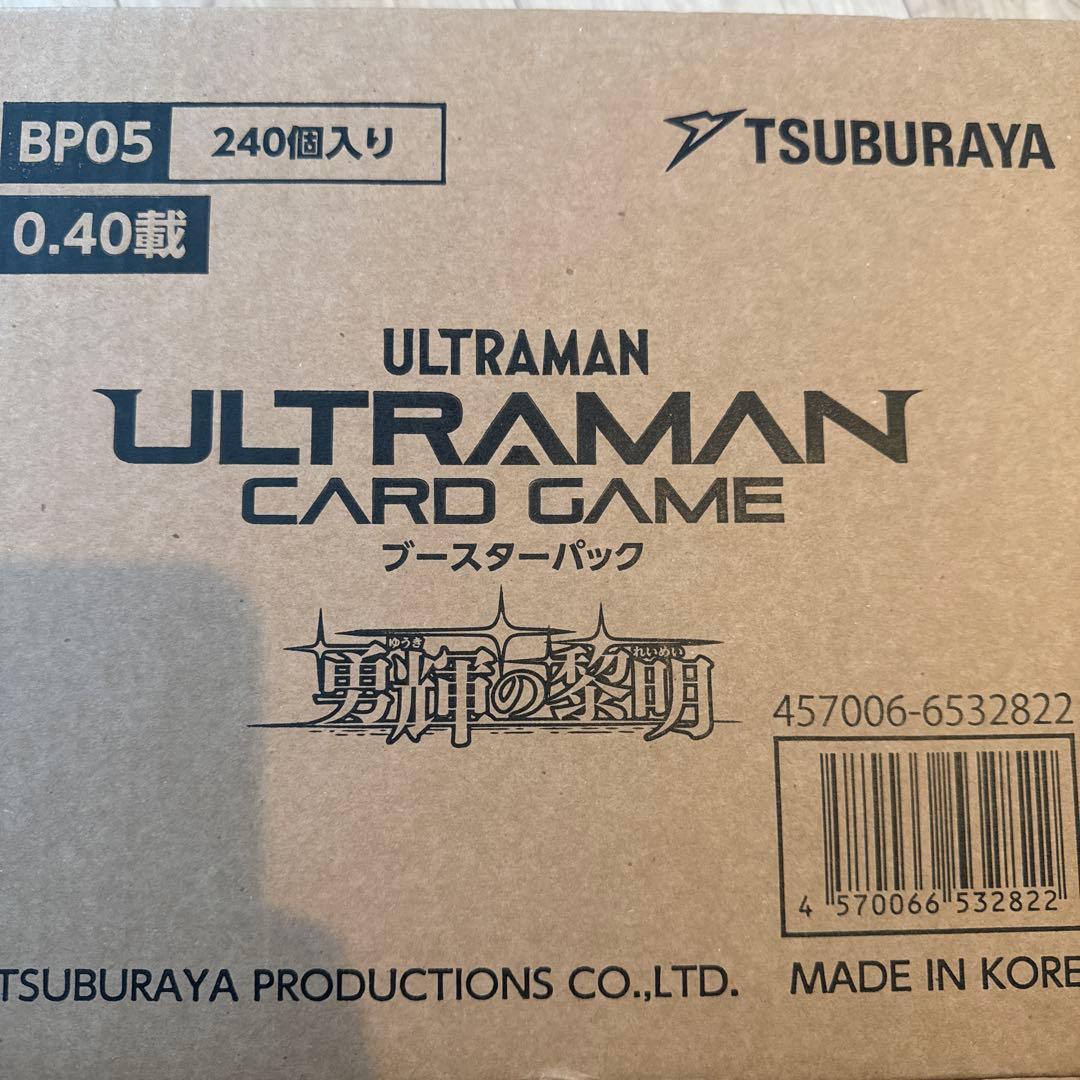 BP05 240個入り
TSUBURAYA
0.40載
ULTRAMAN
ULTRAMAN
CARD GAME
ブースターパック
ゆうき れいめい
勇輝の黎明
457006-6532822
4 570066 532822
TSUBURAYA PRODUCTIONS CO.,LTD. MADE IN KORE